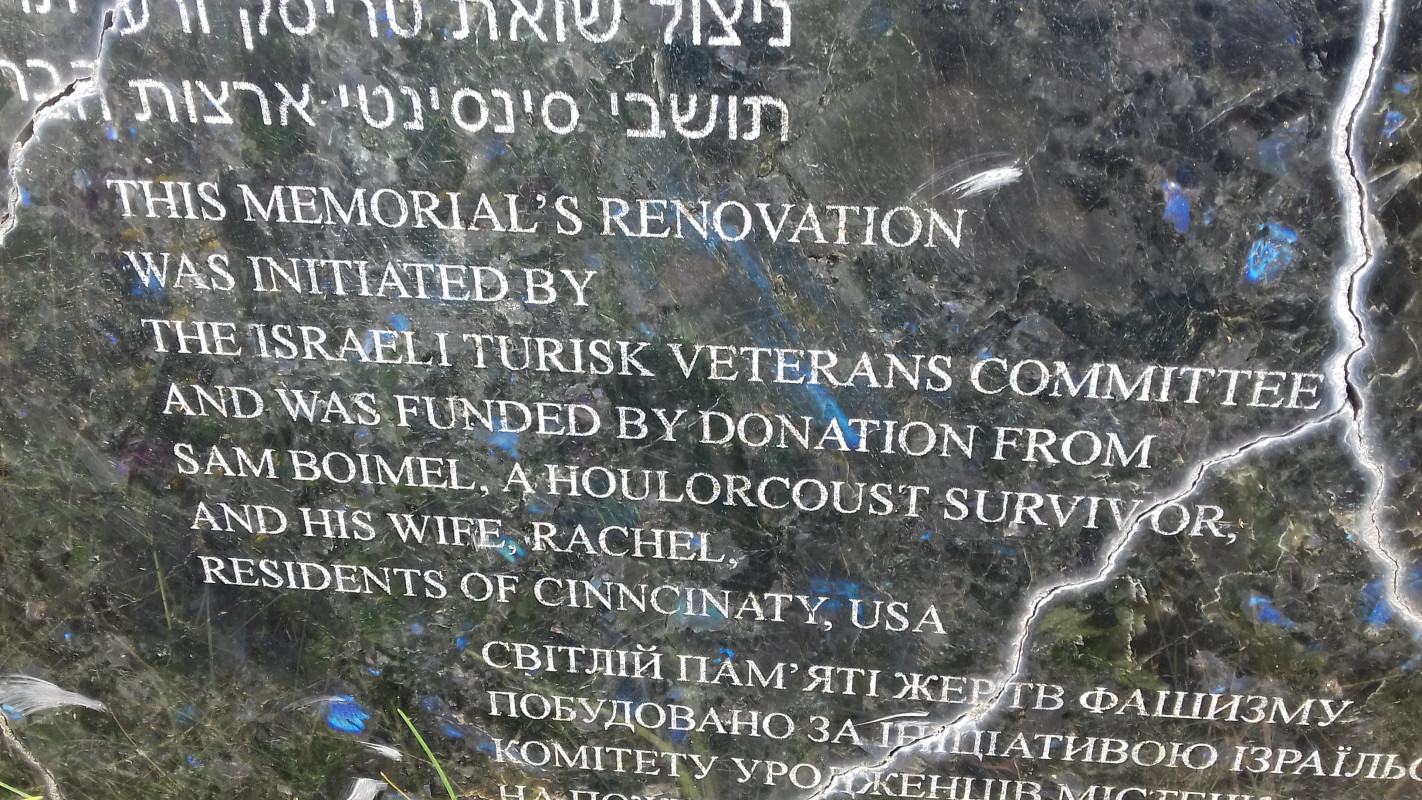 ניצול שואת טריסק
תושבי סינסינטי ארצות
THIS MEMORIAL'S RENOVATION
WAS INITIATED BY
THE ISRAELI TURISK VETERANS COMMITTEE
AND WAS FUNDED BY DONATION FROM
SAM BOIMEL, A HOULORCOUST SURVIVOR,
AND HIS WIFE, RACHEL,
RESIDENTS OF CINNCINATY, USA
СВІТЛІЙ ПАМ'ЯТІ ЖЕРТВ ФАШИЗМУ
ПОБУДОВАНО ЗА ІНІЦІАТИВОЮ
КОМІТЕТУ УРОДЖЕНЦІВ
НА